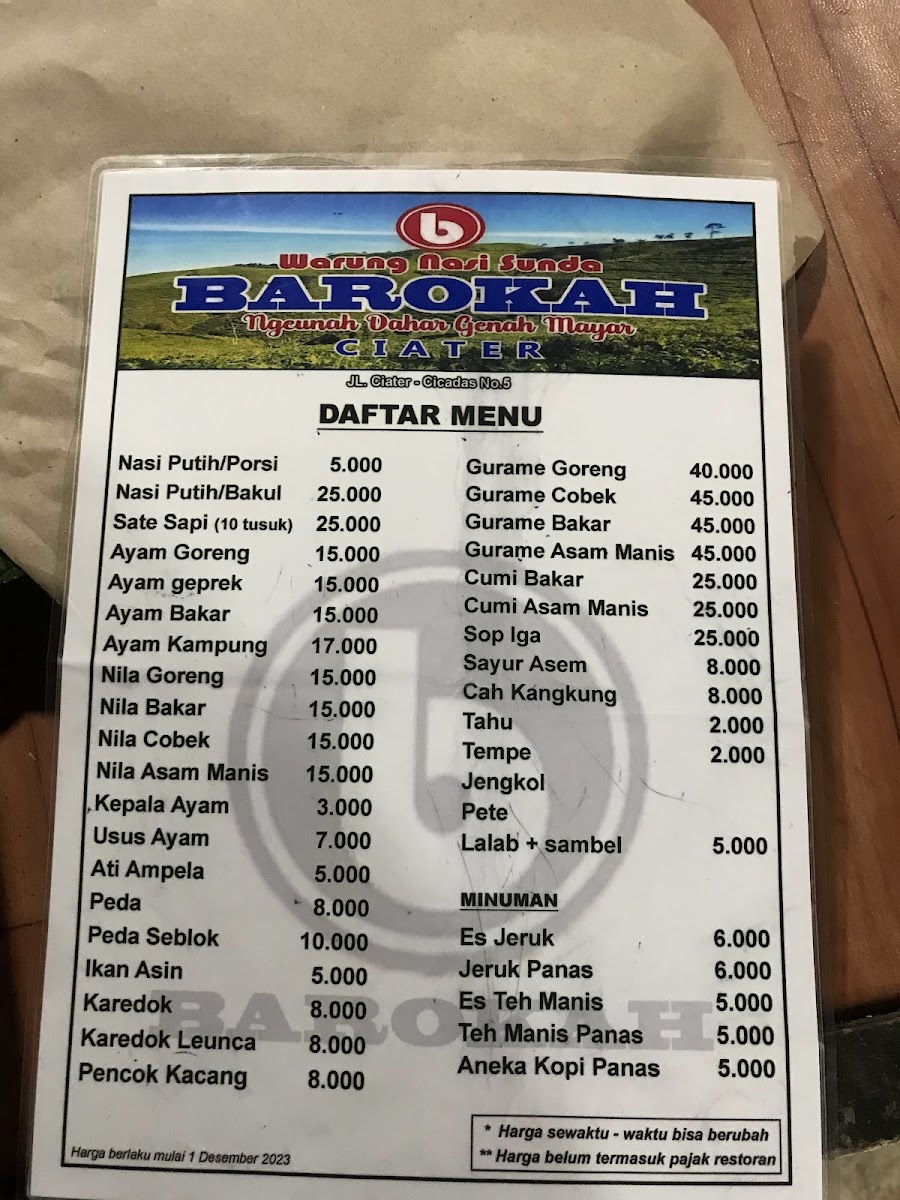 b
Warung Nasi Sunda
BAROKAH
Ngeunah Dahar Genah Mayar
CIATER
JL. Ciater - Cicadas No.5
DAFTAR MENU
Nasi Putih/Porsi 5.000
Nasi Putih/Bakul 25.000
Sate Sapi (10 tusuk) 25.000
Ayam Goreng 15.000
Ayam geprek 15.000
Ayam Bakar 15.000
Ayam Kampung 17.000
Nila Goreng 15.000
Nila Bakar 15.000
Nila Cobek 15.000
Nila Asam Manis 15.000
Kepala Ayam 3.000
Usus Ayam 7.000
Ati Ampela 5.000
Peda 8.000
Peda Seblok 10.000
Ikan Asin 5.000
Karedok 8.000
Karedok Leunca 8.000
Pencok Kacang 8.000
Gurame Goreng 40.000
Gurame Cobek 45.000
Gurame Bakar 45.000
Gurame Asam Manis 45.000
Cumi Bakar 25.000
Cumi Asam Manis 25.000
Sop Iga 25.000
Sayur Asem 8.000
Cah Kangkung 8.000
Tahu 2.000
Tempe 2.000
Jengkol
Pete
Lalab + sambel 5.000
MINUMAN
Es Jeruk 6.000
Jeruk Panas 6.000
Es Teh Manis 5.000
Teh Manis Panas 5.000
Aneka Kopi Panas 5.000
b
BAROKAH
Harga berlaku mulai 1 Desember 2023
* Harga sewaktu - waktu bisa berubah
** Harga belum termasuk pajak restoran